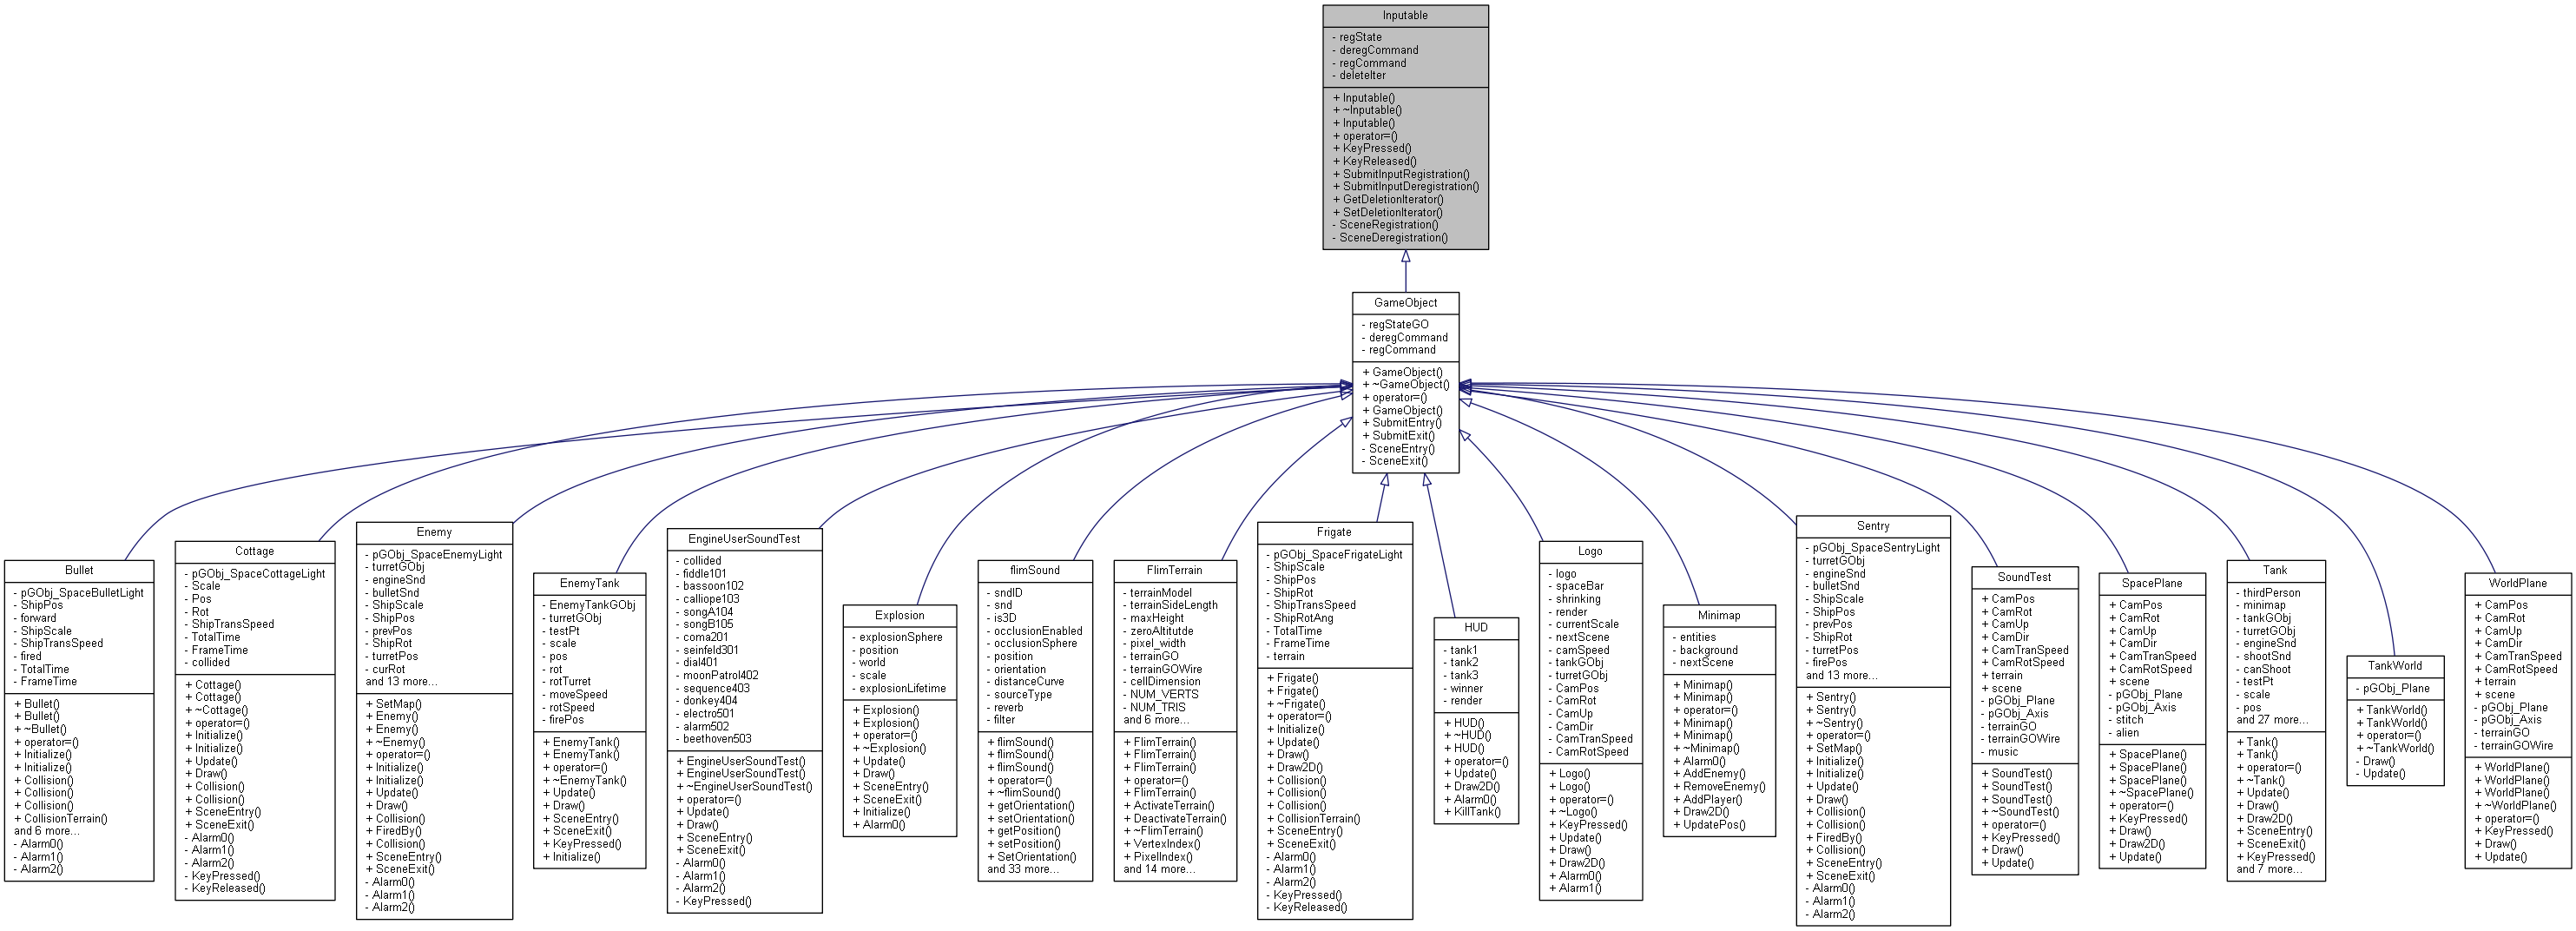 Inputable
- regState
- deregCommand
- regCommand
- deleteIter
+ Inputable()
+ ~Inputable()
+ Inputable()
+ operator=()
+ KeyPressed()
+ KeyReleased()
+ SubmitInputRegistration()
+ SubmitInputDeregistration()
+ GetDeletionIterator()
+ SetDeletionIterator()
- SceneRegistration()
- SceneDeregistration()
GameObject
- regStateGO
- deregCommand
- regCommand
+ GameObject()
+ ~GameObject()
+ operator=()
+ GameObject()
+ SubmitEntry()
+ SubmitExit()
- SceneEntry()
- SceneExit()
Bullet
- pGObj_SpaceBulletLight
- ShipPos
- forward
- ShipScale
- ShipTransSpeed
- fired
- TotalTime
- FrameTime
+ Bullet()
+ Bullet()
+ ~Bullet()
+ operator=()
+ Initialize()
+ Initialize()
+ Collision()
+ Collision()
+ Collision()
+ CollisionTerrain()
and 6 more...
- Alarm0()
- Alarm1()
- Alarm2()
Cottage
- pGObj_SpaceCottageLight
- Scale
- Pos
- Rot
- ShipTransSpeed
- TotalTime
- FrameTime
- collided
+ Cottage()
+ Cottage()
+ ~Cottage()
+ operator=()
+ Initialize()
+ Initialize()
+ Update()
+ Draw()
+ Collision()
+ Collision()
+ SceneEntry()
+ SceneExit()
- Alarm0()
- Alarm1()
- Alarm2()
- KeyPressed()
- KeyReleased()
Enemy
- pGObj_SpaceEnemyLight
- turretGObj
- engineSnd
- bulletSnd
- ShipScale
- ShipPos
- prevPos
- ShipRot
- turretPos
- curRot
and 13 more...
+ SetMap()
+ Enemy()
+ Enemy()
+ ~Enemy()
+ operator=()
+ Initialize()
+ Initialize()
+ Update()
+ Draw()
+ Collision()
+ FiredBy()
+ Collision()
+ SceneEntry()
+ SceneExit()
- Alarm0()
- Alarm1()
- Alarm2()
EnemyTank
- EnemyTankGObj
- turretGObj
- testPt
- scale
- pos
- rot
- rotTurret
- moveSpeed
- rotSpeed
- firePos
+ EnemyTank()
+ EnemyTank()
+ operator=()
+ ~EnemyTank()
+ Update()
+ Draw()
+ SceneEntry()
+ SceneExit()
+ KeyPressed()
+ Initialize()
EngineUserSoundTest
- collided
- fiddle101
- bassoon102
- calliope103
- songA104
- songB105
- coma201
- seinfeld301
- dial401
- moonPatrol402
- sequence403
- donkey404
- electro501
- alarm502
- beethoven503
+ EngineUserSoundTest()
+ EngineUserSoundTest()
+ ~EngineUserSoundTest()
+ operator=()
+ Update()
+ Draw()
+ SceneEntry()
+ SceneExit()
- Alarm0()
- Alarm1()
- Alarm2()
- KeyPressed()
Explosion
- explosionSphere
- position
- world
- scale
- explosionLifetime
+ Explosion()
+ Explosion()
+ operator=()
+ ~Explosion()
+ Update()
+ Draw()
+ SceneEntry()
+ SceneExit()
+ Initialize()
+ Alarm0()
flimSound
- sndID
- snd
- is3D
- occlusionEnabled
- occlusionSphere
- position
- orientation
- distanceCurve
- sourceType
- reverb
- filter
+ flimSound()
+ flimSound()
+ flimSound()
+ operator=()
+ ~flimSound()
+ getOrientation()
+ setOrientation()
+ getPosition()
+ setPosition()
+ SetOrientation()
and 33 more...
FlimTerrain
- terrainModel
- terrainSideLength
- maxHeight
- zeroAltitutde
- pixel_width
- terrainGO
- terrainGOWire
- cellDimension
- NUM_VERTS
- NUM_TRIS
and 6 more...
+ FlimTerrain()
+ FlimTerrain()
+ FlimTerrain()
+ operator=()
+ FlimTerrain()
+ ActivateTerrain()
+ DeactivateTerrain()
+ ~FlimTerrain()
+ VertexIndex()
+ PixelIndex()
and 14 more...
Frigate
- pGObj_SpaceFrigateLight
- ShipScale
- ShipPos
- ShipRot
- ShipTransSpeed
- ShipRotAng
- TotalTime
- FrameTime
- terrain
+ Frigate()
+ Frigate()
+ ~Frigate()
+ operator=()
+ Initialize()
+ Update()
+ Draw()
+ Draw2D()
+ Collision()
+ Collision()
+ Collision()
+ CollisionTerrain()
+ SceneEntry()
+ SceneExit()
- Alarm0()
- Alarm1()
- Alarm2()
- KeyPressed()
- KeyReleased()
HUD
- tank1
- tank2
- tank3
- winner
- render
+ HUD()
+ ~HUD()
+ HUD()
+ operator=()
+ Update()
+ Draw2D()
+ Alarm0()
+ KillTank()
Logo
- logo
- spaceBar
- shrinking
- render
- currentScale
- nextScene
- camSpeed
- tankGObj
- turretGObj
- CamPos
- CamRot
- CamUp
- CamDir
- CamTranSpeed
- CamRotSpeed
+ Logo()
+ Logo()
+ operator=()
+ ~Logo()
+ KeyPressed()
+ Update()
+ Draw()
+ Draw2D()
+ Alarm0()
+ Alarm1()
Minimap
- entities
- background
- nextScene
+ Minimap()
+ Minimap()
+ operator=()
+ Minimap()
+ Minimap()
+ ~Minimap()
+ Alarm0()
+ AddEnemy()
+ RemoveEnemy()
+ AddPlayer()
+ Draw2D()
+ UpdatePos()
Sentry
- pGObj_SpaceSentryLight
- turretGObj
- engineSnd
- bulletSnd
- ShipScale
- ShipPos
- prevPos
- ShipRot
- turretPos
- firePos
and 13 more...
+ Sentry()
+ Sentry()
+ ~Sentry()
+ operator=()
+ SetMap()
+ Initialize()
+ Initialize()
+ Update()
+ Draw()
+ Collision()
+ Collision()
+ FiredBy()
+ Collision()
+ SceneEntry()
+ SceneExit()
- Alarm0()
- Alarm1()
- Alarm2()
SoundTest
+ CamPos
+ CamRot
+ CamUp
+ CamDir
+ CamTranSpeed
+ CamRotSpeed
+ terrain
+ scene
- pGObj_Plane
- pGObj_Axis
- terrainGO
- terrainGOWire
- music
+ SoundTest()
+ SoundTest()
+ SoundTest()
+ ~SoundTest()
+ operator=()
+ KeyPressed()
+ Draw()
+ Update()
SpacePlane
+ CamPos
+ CamRot
+ CamUp
+ CamDir
+ CamTranSpeed
+ CamRotSpeed
+ scene
- pGObj_Plane
- pGObj_Axis
- stitch
- alien
+ SpacePlane()
+ SpacePlane()
+ SpacePlane()
+ ~SpacePlane()
+ operator=()
+ KeyPressed()
+ Draw()
+ Draw2D()
+ Update()
Tank
- thirdPerson
- minimap
- tankGObj
- turretGObj
- engineSnd
- shootSnd
- canShoot
- testPt
- scale
- pos
and 27 more...
+ Tank()
+ Tank()
+ operator=()
+ ~Tank()
+ Update()
+ Draw()
+ Draw2D()
+ SceneEntry()
+ SceneExit()
+ KeyPressed()
and 7 more...
TankWorld
- pGObj_Plane
+ TankWorld()
+ TankWorld()
+ operator=()
+ ~TankWorld()
- Draw()
- Update()
WorldPlane
+ CamPos
+ CamRot
+ CamUp
+ CamDir
+ CamTranSpeed
+ CamRotSpeed
+ terrain
+ scene
- pGObj_Plane
- pGObj_Axis
- terrainGO
- terrainGOWire
+ WorldPlane()
+ WorldPlane()
+ WorldPlane()
+ ~WorldPlane()
+ operator=()
+ KeyPressed()
+ Draw()
+ Update()